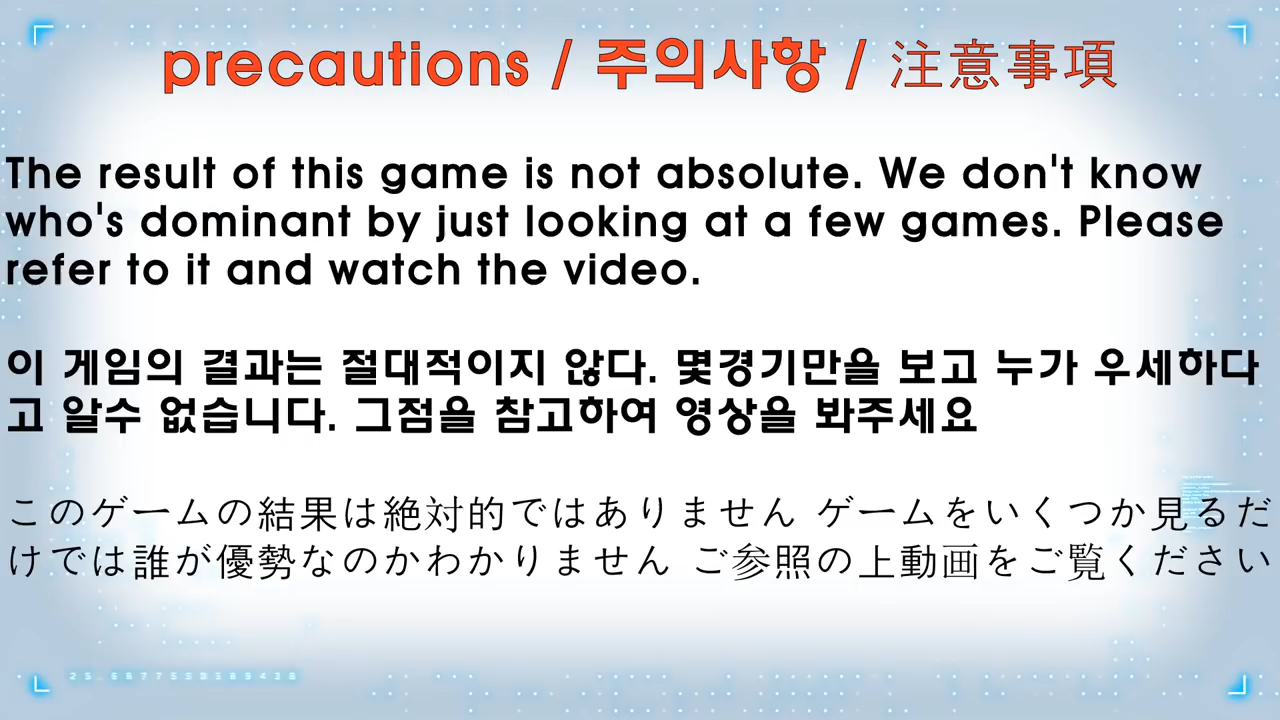 precautions / 주의사항 / 注意事項
The result of this game is not absolute. We don't know
who's dominant by just looking at a few games. Please
refer to it and watch the video.
이 게임의 결과는 절대적이지 않다. 몇경기만을 보고 누가 우세하다
고 알수 없습니다. 그점을 참고하여 영상을 봐주세요
このゲームの結果は絶対的ではありません ゲームをいくつか見るだ
けでは誰が優勢なのかわかりません ご参照の上動画をご覧ください